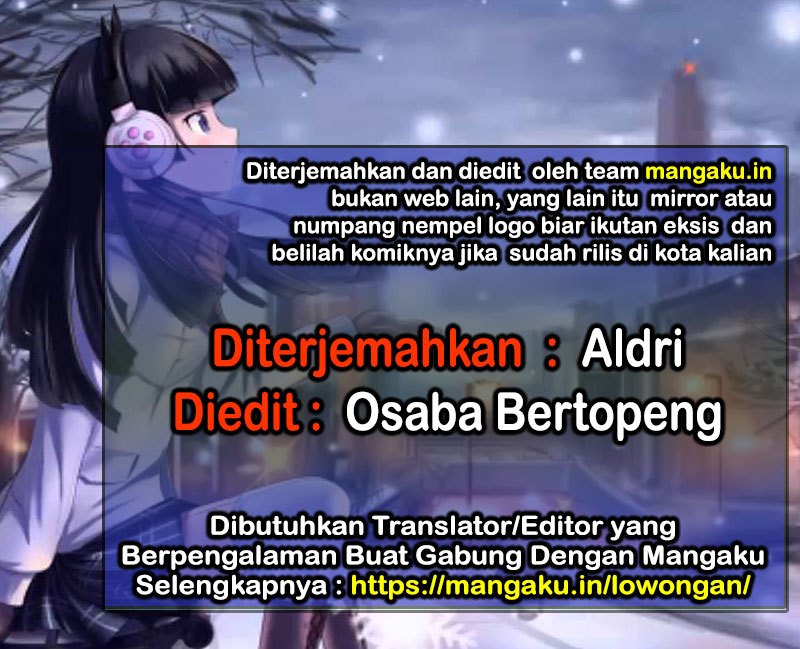 Diterjemahkan dan diedit oleh team mangaku.in
bukan web lain, yang lain itu mirror atau
numpang nempel logo biar ikutan eksis dan
belilah komiknya jika sudah rilis di kota kalian
Diterjemahkan : Aldri
Diedit : Osaba Bertopeng
Dibutuhkan Translator/Editor yang
Berpengalaman Buat Gabung Dengan Mangaku
Selengkapnya : https://mangaku.in/lowongan/